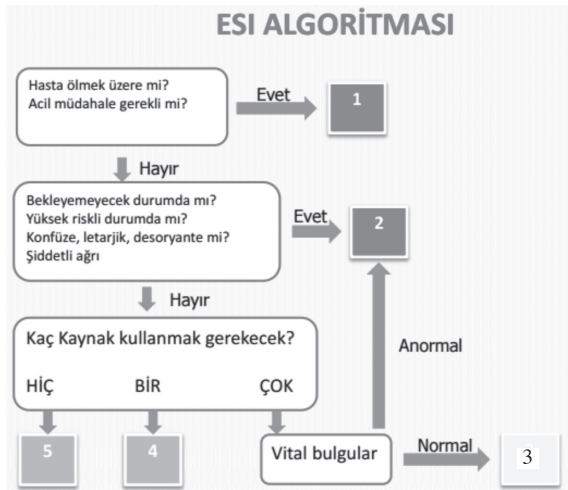 ESI ALGORİTMASI
Hasta ölmek üzere mi?
Acil müdahale gerekli mi?
Evet
1
Hayır
Bekleyemeyecek durumda mı?
Yüksek riskli durumda mı?
Konfüze, letarjik, desoryante mi?
Şiddetli ağrı
Evet
2
Hayır
Kaç Kaynak kullanmak gerekecek?
HİÇ BİR ÇOK
Anormal
5
4
Vital bulgular
Normal
3